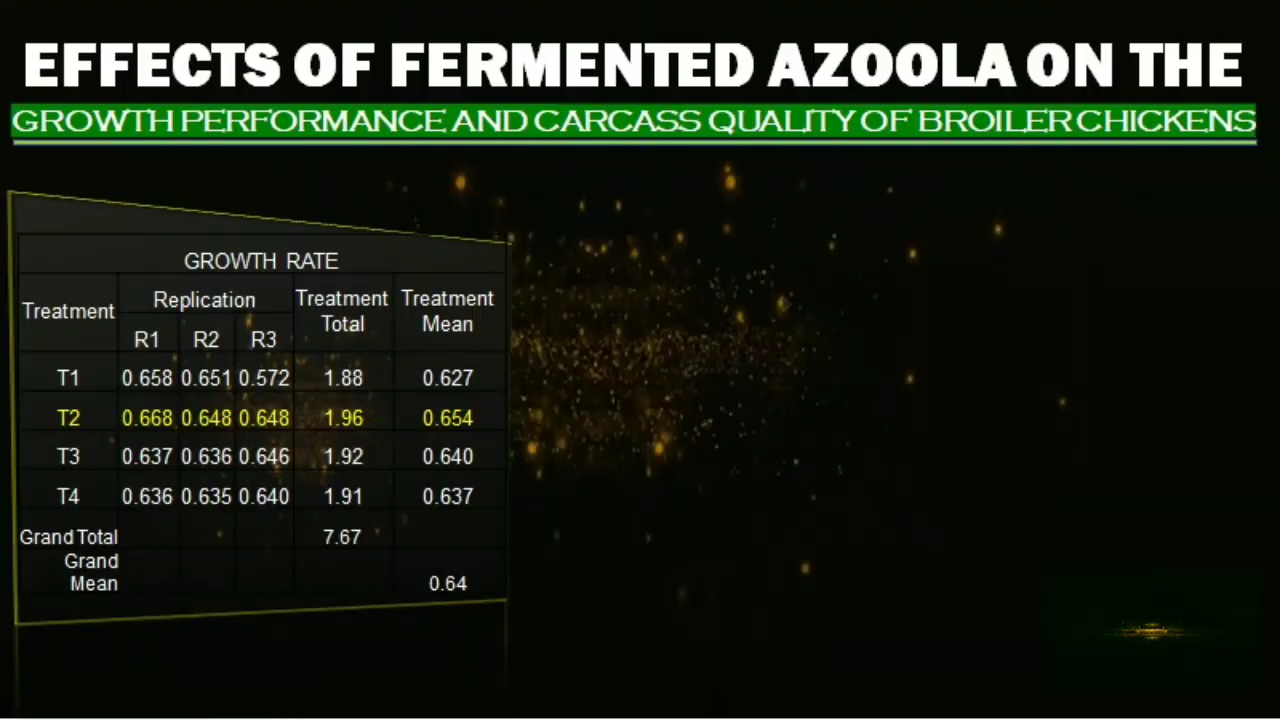 EFFECTS OF FERMENTED AZOOLA ON THE
GROWTH PERFORMANCE AND CARCASS QUALITY OF BROILER CHICKENS
GROWTH RATE
Treatment Replication Treatment Total Treatment Mean
R1 R2 R3
T1 0.658 0.651 0.572 1.88 0.627
T2 0.668 0.648 0.648 1.96 0.654
T3 0.637 0.636 0.646 1.92 0.640
T4 0.636 0.635 0.640 1.91 0.637
Grand Total 7.67
Grand Mean 0.64